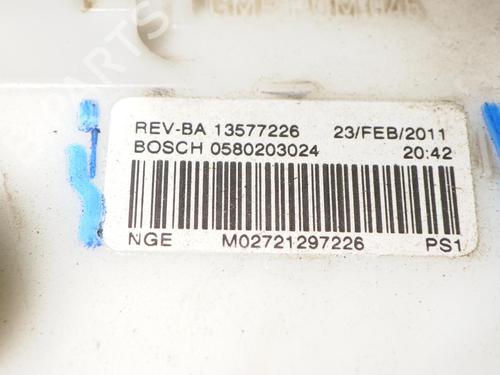 REV-BA 13577226 23/FEB/2011
BOSCH 0580203024 20:42
NGE M02721297226 PS1